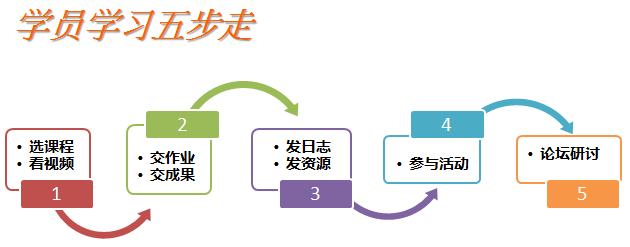 学员学习五步走
• 选课程
• 看视频
1
2
• 交作业
• 交成果
• 发日志
• 发资源
3
4
• 参与活动
• 论坛研讨
5